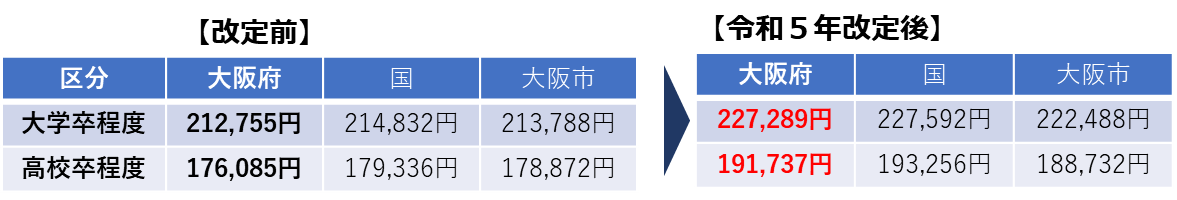 【改定前】
区分 大阪府 国 大阪市
大学卒程度 212,755円 214,832円 213,788円
高校卒程度 176,085円 179,336円 178,872円
【令和５年改定後】
大阪府 国 大阪市
227,289円 227,592円 222,488円
191,737円 193,256円 188,732円